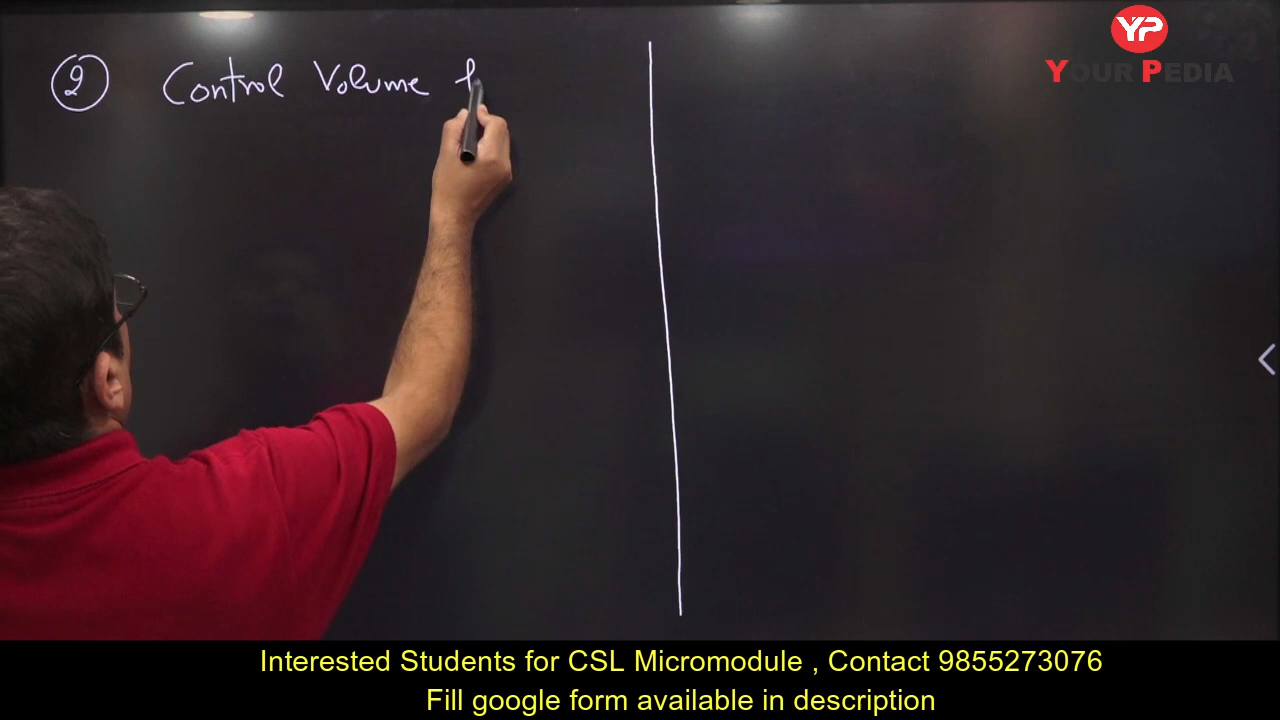 YP
YOUR PEDIA
2 Control Volume
Interested Students for CSL Micromodule , Contact 9855273076
Fill google form available in description